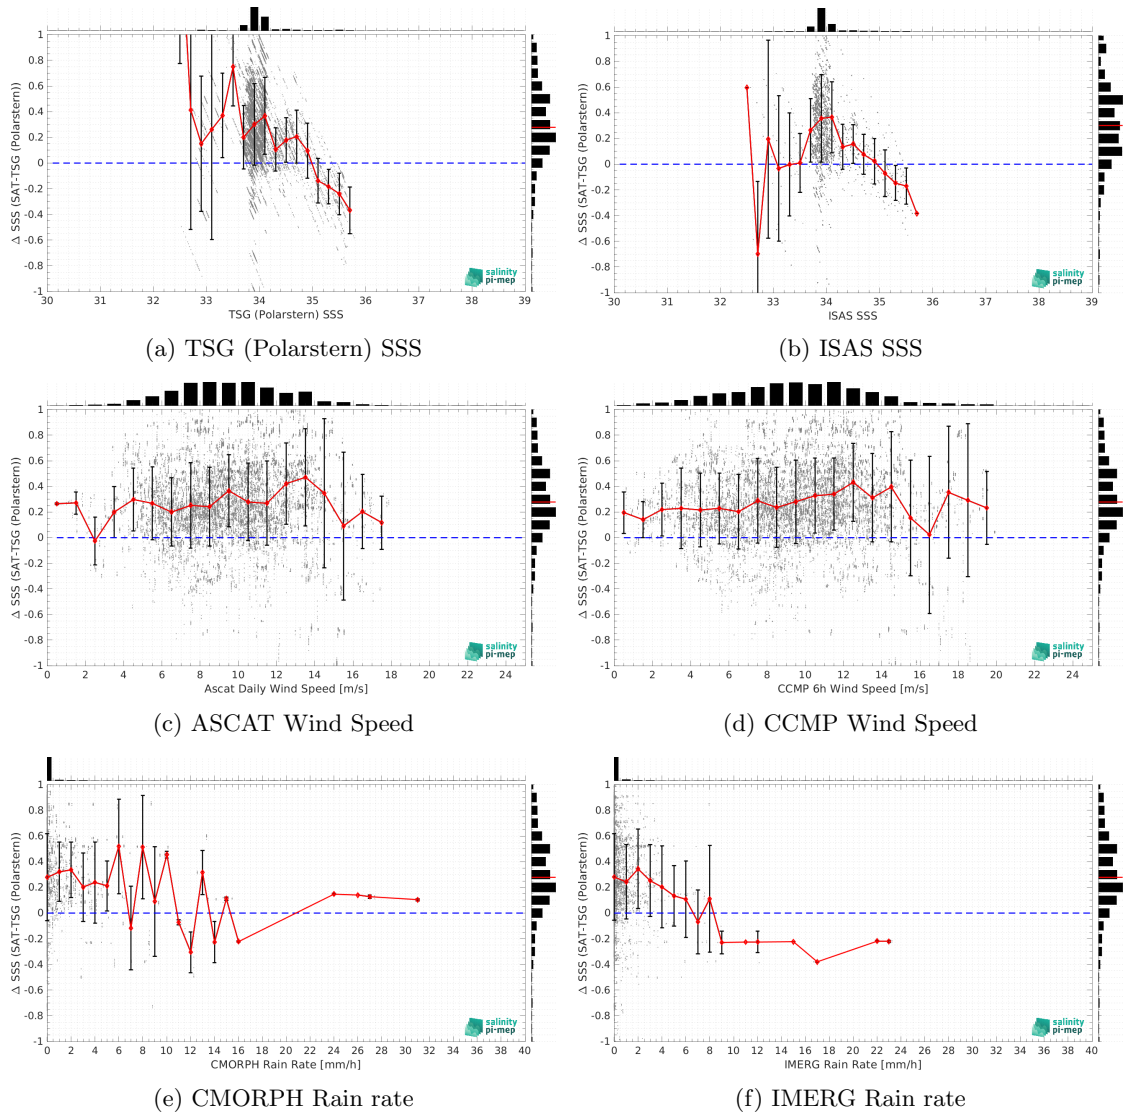 Δ SSS (SAT-TSG (Polarstern))
1
0.8
0.6
0.4
0.2
0
-0.2
-0.4
-0.6
-0.8
-1
30 31 32 33 34 35 36 37 38 39
TSG (Polarstern) SSS
salinity
pi-mep
(a) TSG (Polarstern) SSS
Δ SSS (SAT-TSG (Polarstern))
1
0.8
0.6
0.4
0.2
0
-0.2
-0.4
-0.6
-0.8
-1
30 31 32 33 34 35 36 37 38 39
ISAS SSS
salinity
pi-mep
(b) ISAS SSS
Δ SSS (SAT-TSG (Polarstern))
1
0.8
0.6
0.4
0.2
0
-0.2
-0.4
-0.6
-0.8
-1
0 2 4 6 8 10 12 14 16 18 20 22 24
Ascat Daily Wind Speed [m/s]
salinity
pi-mep
(c) ASCAT Wind Speed
Δ SSS (SAT-TSG (Polarstern))
1
0.8
0.6
0.4
0.2
0
-0.2
-0.4
-0.6
-0.8
-1
0 2 4 6 8 10 12 14 16 18 20 22 24
CCMP 6h Wind Speed [m/s]
salinity
pi-mep
(d) CCMP Wind Speed
Δ SSS (SAT-TSG (Polarstern))
1
0.8
0.6
0.4
0.2
0
-0.2
-0.4
-0.6
-0.8
-1
0 2 4 6 8 10 12 14 16 18 20 22 24 26 28 30 32 34 36 38 40
CMORPH Rain Rate [mm/h]
salinity
pi-mep
(e) CMORPH Rain rate
Δ SSS (SAT-TSG (Polarstern))
1
0.8
0.6
0.4
0.2
0
-0.2
-0.4
-0.6
-0.8
-1
0 2 4 6 8 10 12 14 16 18 20 22 24 26 28 30 32 34 36 38 40
IMERG Rain Rate [mm/h]
salinity
pi-mep
(f) IMERG Rain rate